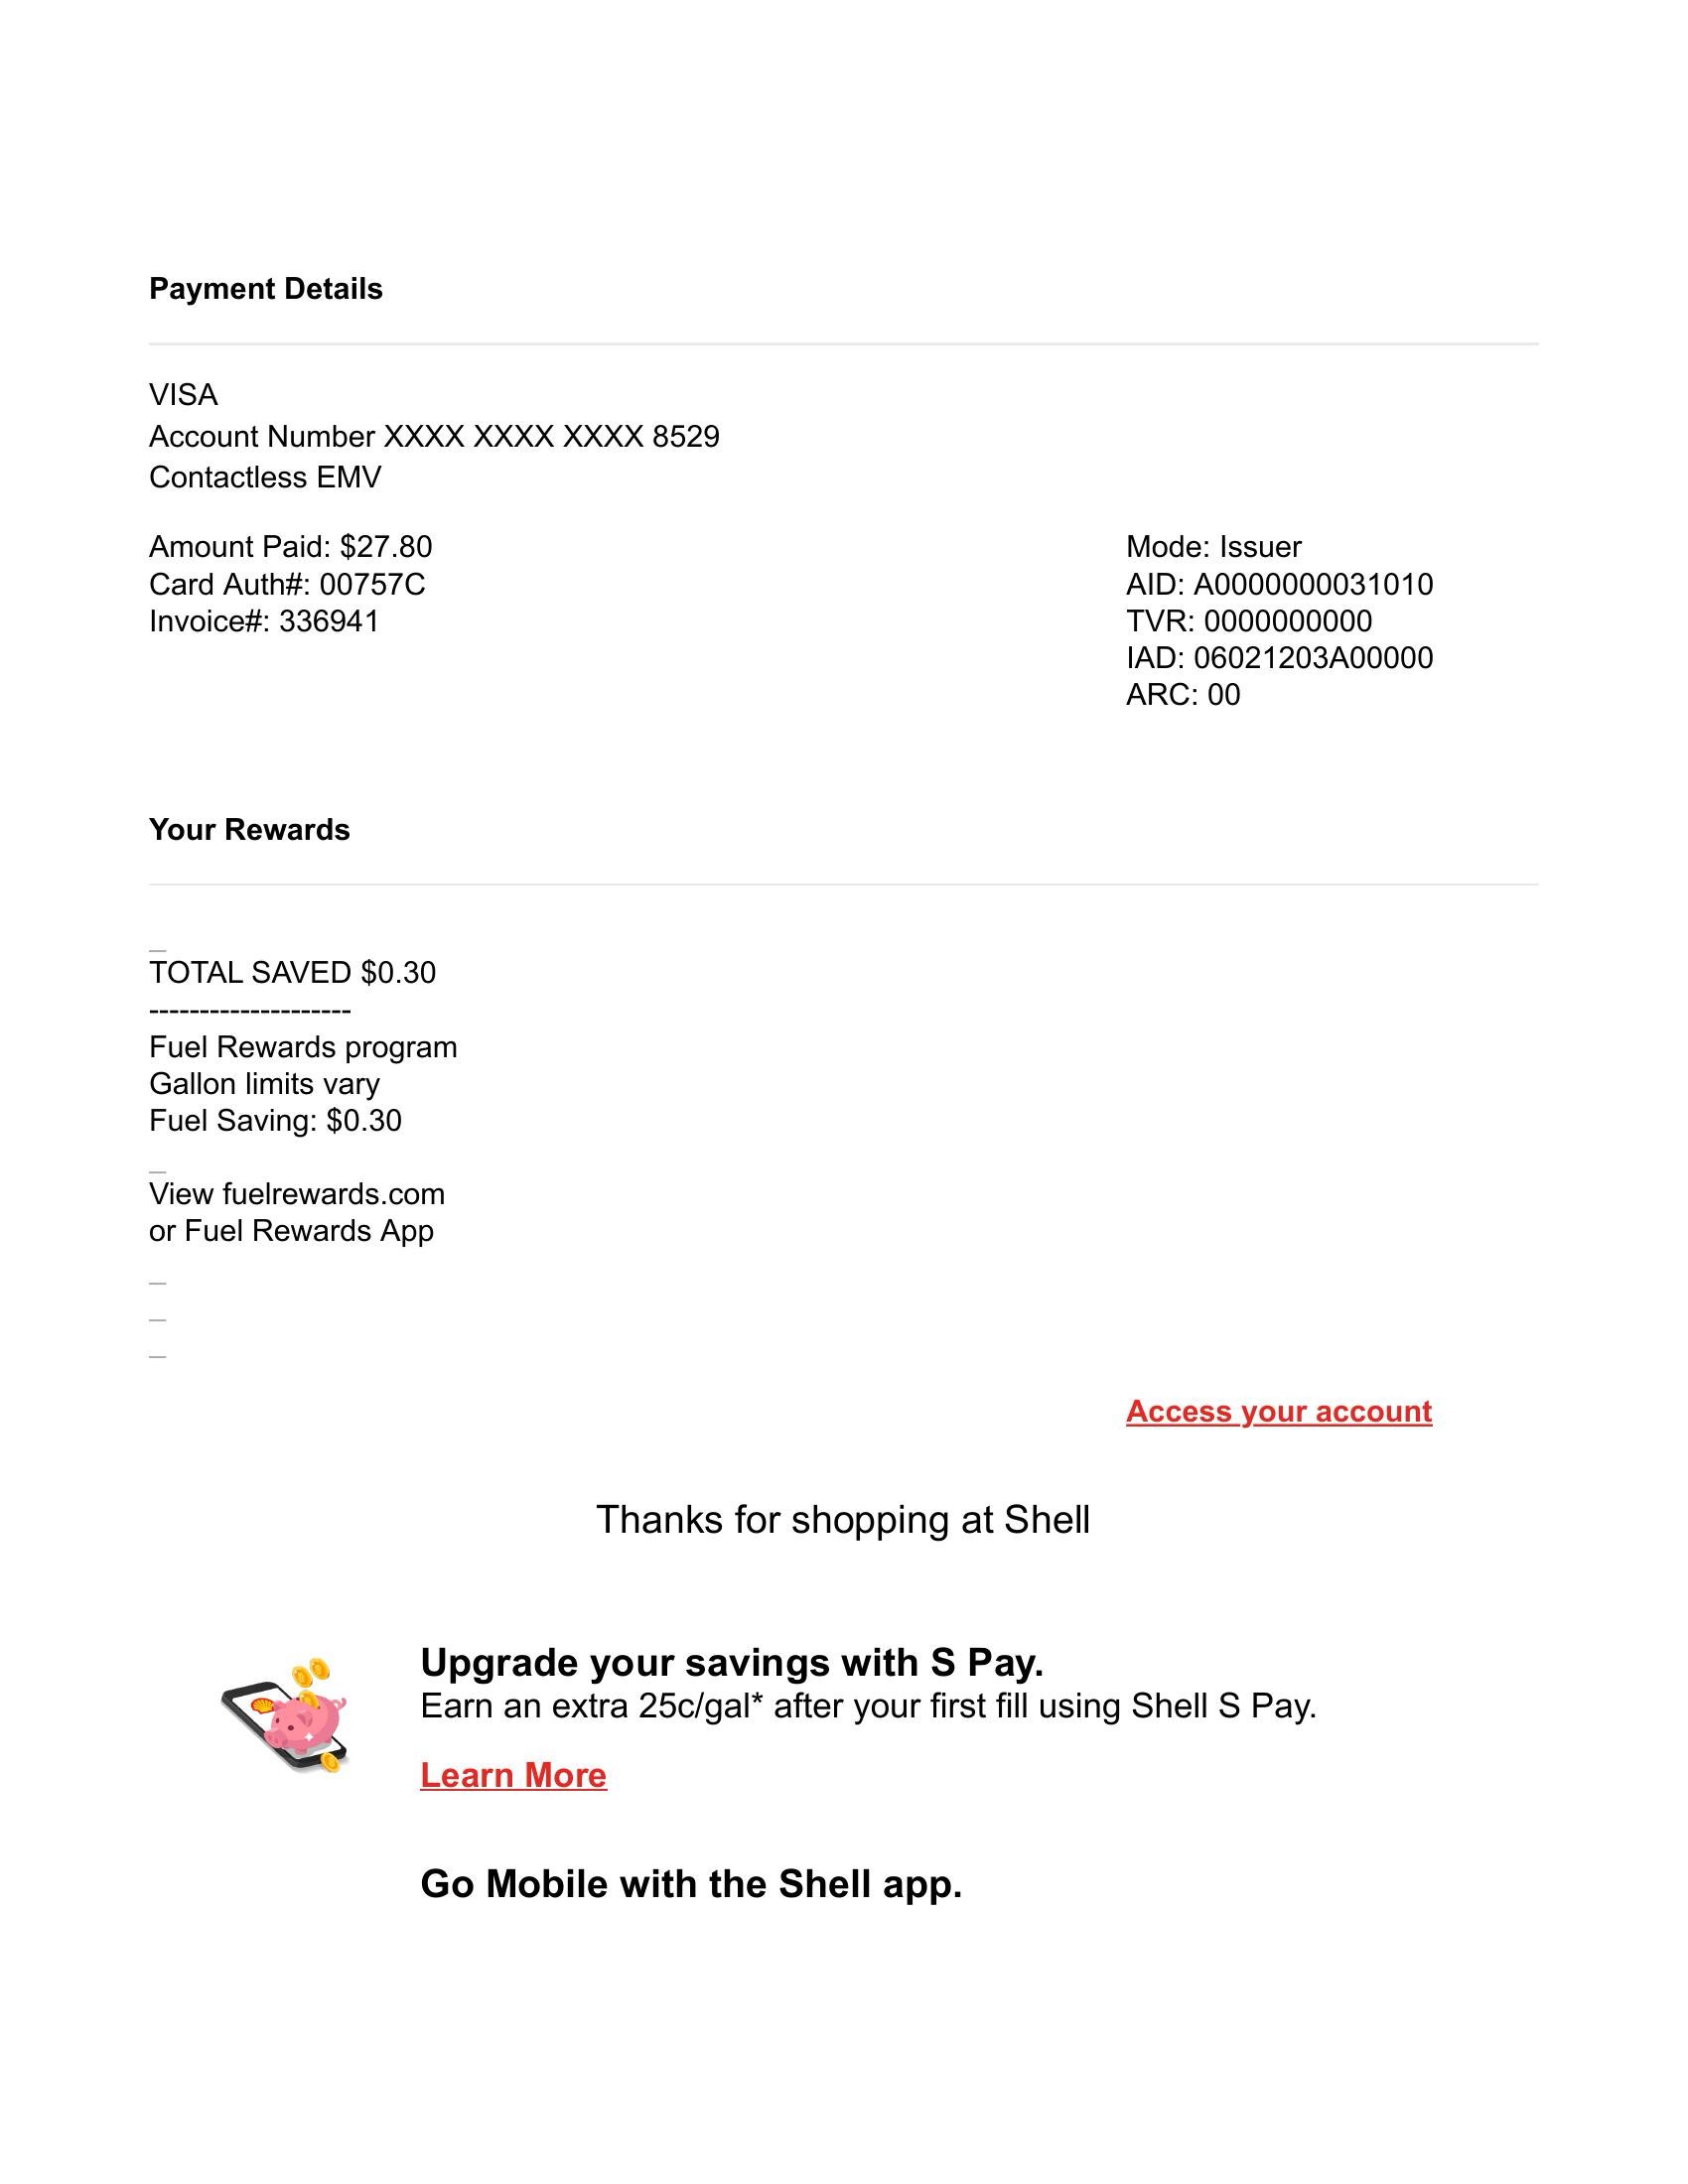 Payment Details
VISA
Account Number XXXX XXXX XXXX 8529
Contactless EMV
Amount Paid: $27.80
Card Auth#: 00757C
Invoice#: 336941
Mode: Issuer
AID: A0000000031010
TVR: 0000000000
IAD: 06021203A00000
ARC: 00
Your Rewards
_
TOTAL SAVED $0.30
--------------------
Fuel Rewards program
Gallon limits vary
Fuel Saving: $0.30
_
View fuelrewards.com
or Fuel Rewards App
_
_
_
Access your account
Thanks for shopping at Shell
Upgrade your savings with S Pay.
Earn an extra 25c/gal* after your first fill using Shell S Pay.
Learn More
Go Mobile with the Shell app.